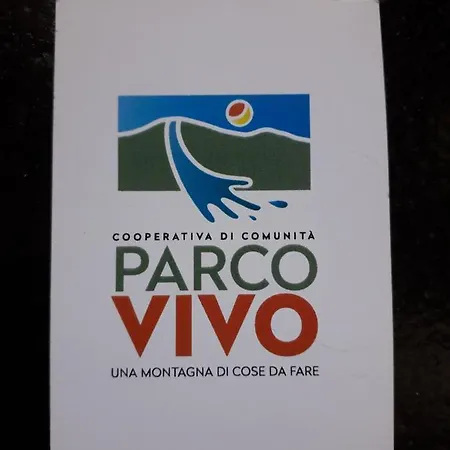 COOPERATIVA DI COMUNITÀ
PARCO
VIVO
UNA MONTAGNA DI COSE DA FARE